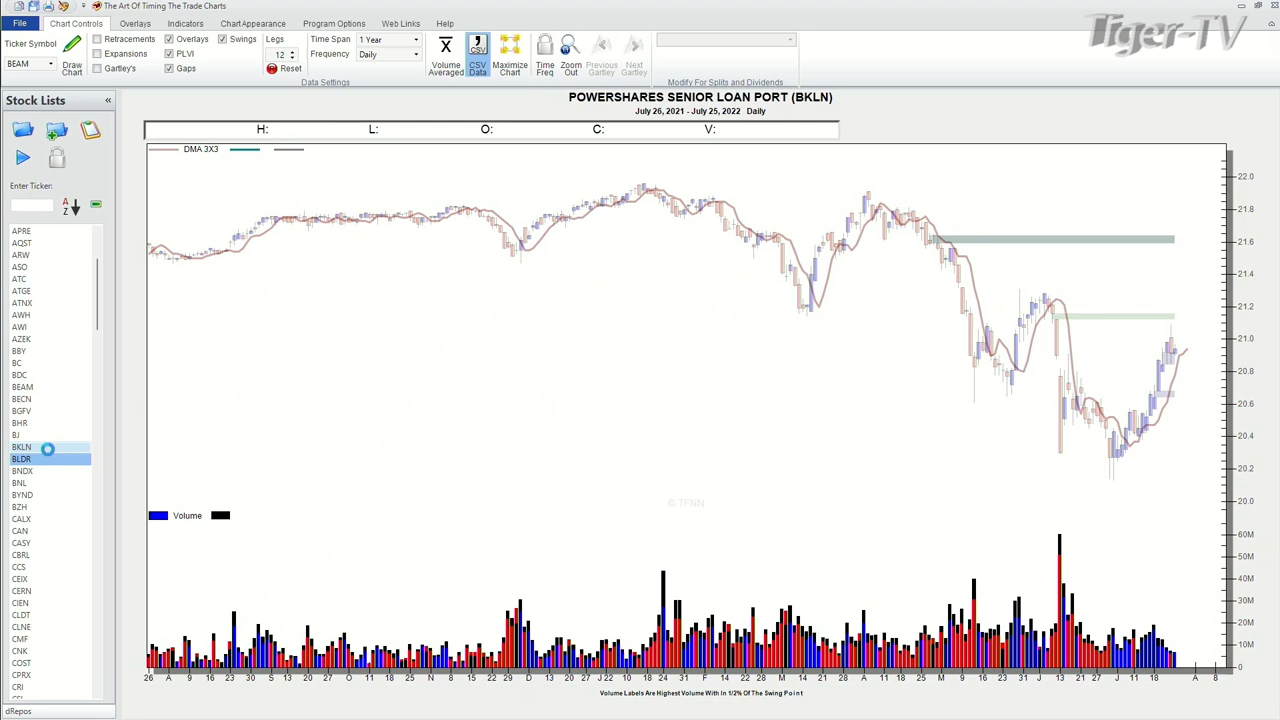 The Art Of Timing The Trade Charts
File Chart Controls Overlays Indicators Chart Appearance Program Options Web Links Help
Tiger-TV
Ticker Symbol
BEAM
Draw Chart
Retracements
Expansions
Gartley's
Overlays
PLVI
Gaps
Swings
Legs
12
Reset
Time Span 1 Year
Frequency Daily
Data Settings
Volume Averaged
CSV Data
Maximize Chart
Time Freq
Zoom Out
Previous Gartley
Next Gartley
Modify For Splits and Dividends
Stock Lists «
Enter Ticker:
APRE
AQST
ARW
ASO
ATC
ATGE
ATNX
AWH
AWI
AZEK
BBY
BC
BDC
BEAM
BECN
BGFV
BHR
BJ
BKLN
BLDR
BNDX
BNL
BYND
BZH
CALX
CAN
CASY
CBRL
CCS
CEIX
CERN
CIEN
CLDT
CLNE
CMF
CNK
COST
CPRX
CRI
dRepos
POWERSHARES SENIOR LOAN PORT (BKLN)
July 26, 2021 - July 25, 2022 Daily
H: L: O: C: V:
DMA 3X3
22.0
21.8
21.6
21.4
21.2
21.0
20.8
20.6
20.4
20.2
20.0
© TFNN
Volume
60M
50M
40M
30M
20M
10M
0
26 A 9 16 23 30 S 13 20 27 O 11 18 25 N 8 15 22 29 D 13 20 27 J 22 10 18 24 31 F 14 22 28 M 14 21 28 A 11 18 25 M 9 16 23 31 J 13 21 27 J 11 18 A 8
Volume Labels Are Highest Volume With In 1/2% Of The Swing Point